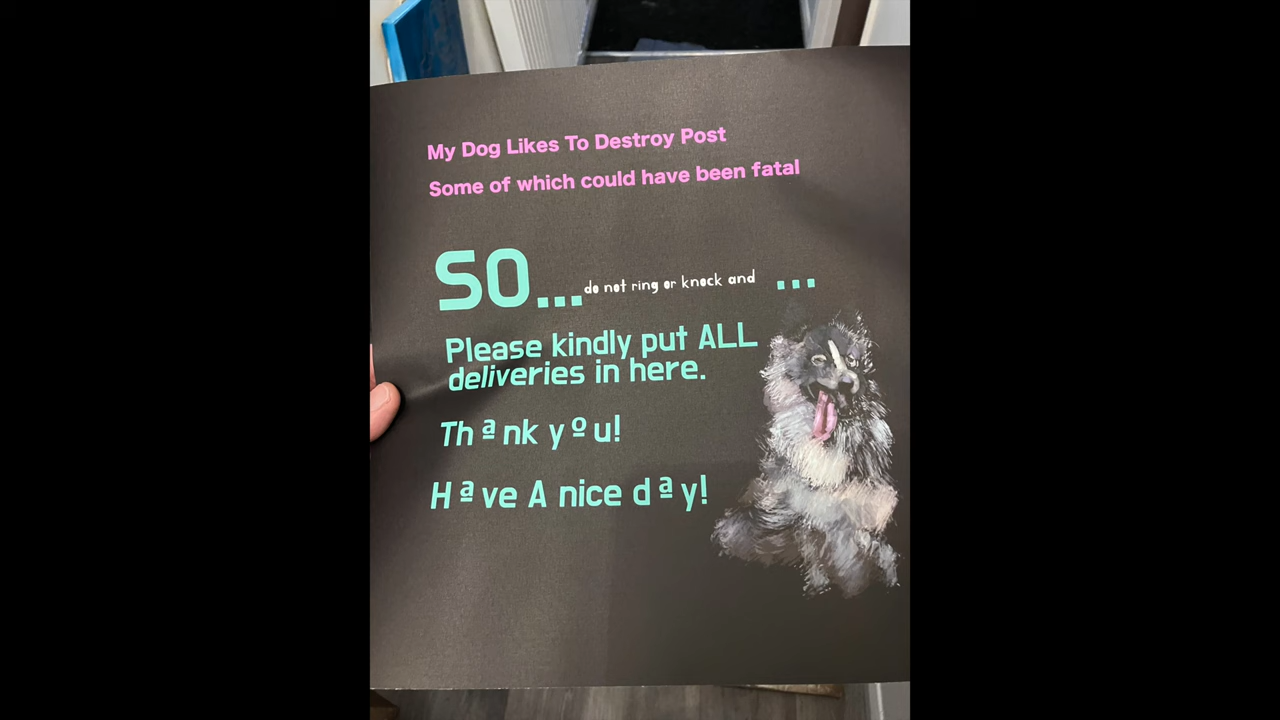 My Dog Likes To Destroy Post
Some of which could have been fatal
SO...do not ring or knock and ...
Please kindly put ALL
deliveries in here.
Th ª nk y º u!
H ª ve A nice d ª y!